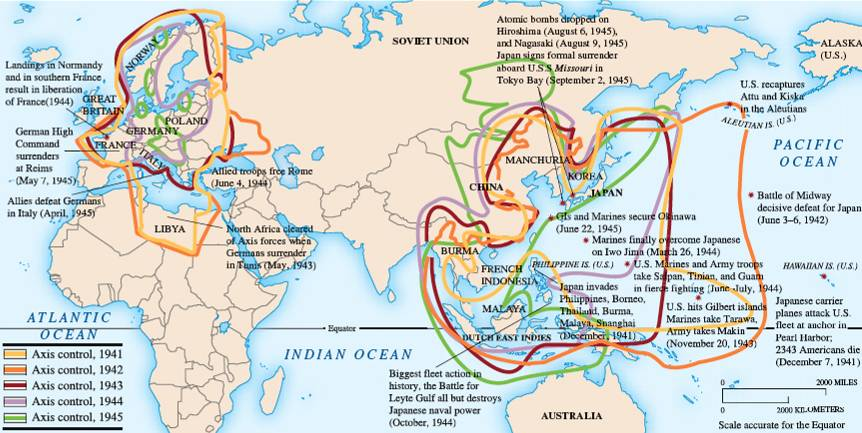 Atomic bombs dropped on
Hiroshima (August 6, 1945),
and Nagasaki (August 9, 1945)
Japan signs formal surrender
aboard U.S.S Missouri in
Tokyo Bay (September 2, 1945)
SOVIET UNION
ALASKA
(U.S.)
NORWAY
Landings in Normandy
and in southern France
result in liberation
of France(1944)
GREAT
BRITAIN
POLAND
GERMANY
FRANCE
ITALY
German High
Command
surrenders
at Reims
(May 7, 1945)
Allied troops free Rome
(June 4, 1944)
Allies defeat Germans
in Italy (April, 1945)
LIBYA
North Africa cleared
of Axis forces when
Germans surrender
in Tunis (May, 1943)
U.S. recaptures
Attu and Kiska
in the Aleutians
ALEUTIAN IS. (U.S.)
PACIFIC
OCEAN
MANCHURIA
KOREA
CHINA
JAPAN
Battle of Midway
decisive defeat for Japan
(June 3–6, 1942)
GIs and Marines secure Okinawa
(June 22, 1945)
Marines finally overcome Japanese
on Iwo Jima (March 26, 1944)
BURMA
FRENCH
INDONESIA
PHILIPPINE IS. (U.S.)
U.S. Marines and Army troops
take Saipan, Tinian, and Guam
in fierce fighting (June-July, 1944)
HAWAIIAN IS. (U.S.)
Japan invades
Philippines, Borneo,
Thailand, Burma,
Malaya, Shanghai
(December, 1941)
MALAYA
U.S. hits Gilbert islands
Marines take Tarawa,
Army takes Makin
(November 20, 1943)
Japanese carrier
planes attack U.S.
fleet at anchor in
Pearl Harbor;
2343 Americans die
(December 7, 1941)
ATLANTIC
OCEAN
Equator
INDIAN OCEAN
DUTCH EAST INDIES
Axis control, 1941
Axis control, 1942
Axis control, 1943
Axis control, 1944
Axis control, 1945
Biggest fleet action in
history, the Battle for
Leyte Gulf all but destroys
Japanese naval power
(October, 1944)
AUSTRALIA
0 2000 MILES
0 2000 KILOMETERS
Scale accurate for the Equator